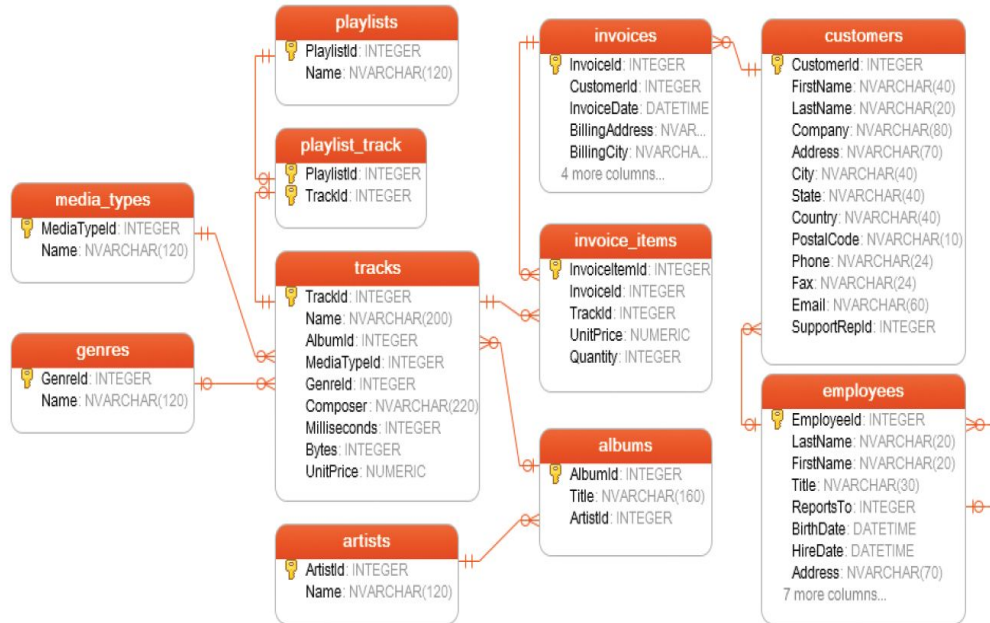 playlists
PlaylistId: INTEGER
Name: NVARCHAR(120)
playlist_track
PlaylistId: INTEGER
TrackId: INTEGER
media_types
MediaTypeId: INTEGER
Name: NVARCHAR(120)
genres
GenreId: INTEGER
Name: NVARCHAR(120)
tracks
TrackId: INTEGER
Name: NVARCHAR(200)
AlbumId: INTEGER
MediaTypeId: INTEGER
GenreId: INTEGER
Composer: NVARCHAR(220)
Milliseconds: INTEGER
Bytes: INTEGER
UnitPrice: NUMERIC
artists
ArtistId: INTEGER
Name: NVARCHAR(120)
invoices
InvoiceId: INTEGER
CustomerId: INTEGER
InvoiceDate: DATETIME
BillingAddress: NVAR...
BillingCity: NVARCHA...
4 more columns...
invoice_items
InvoiceItemId: INTEGER
InvoiceId: INTEGER
TrackId: INTEGER
UnitPrice: NUMERIC
Quantity: INTEGER
albums
AlbumId: INTEGER
Title: NVARCHAR(160)
ArtistId: INTEGER
customers
CustomerId: INTEGER
FirstName: NVARCHAR(40)
LastName: NVARCHAR(20)
Company: NVARCHAR(80)
Address: NVARCHAR(70)
City: NVARCHAR(40)
State: NVARCHAR(40)
Country: NVARCHAR(40)
PostalCode: NVARCHAR(10)
Phone: NVARCHAR(24)
Fax: NVARCHAR(24)
Email: NVARCHAR(60)
SupportRepId: INTEGER
employees
EmployeeId: INTEGER
LastName: NVARCHAR(20)
FirstName: NVARCHAR(20)
Title: NVARCHAR(30)
ReportsTo: INTEGER
BirthDate: DATETIME
HireDate: DATETIME
Address: NVARCHAR(70)
7 more columns...